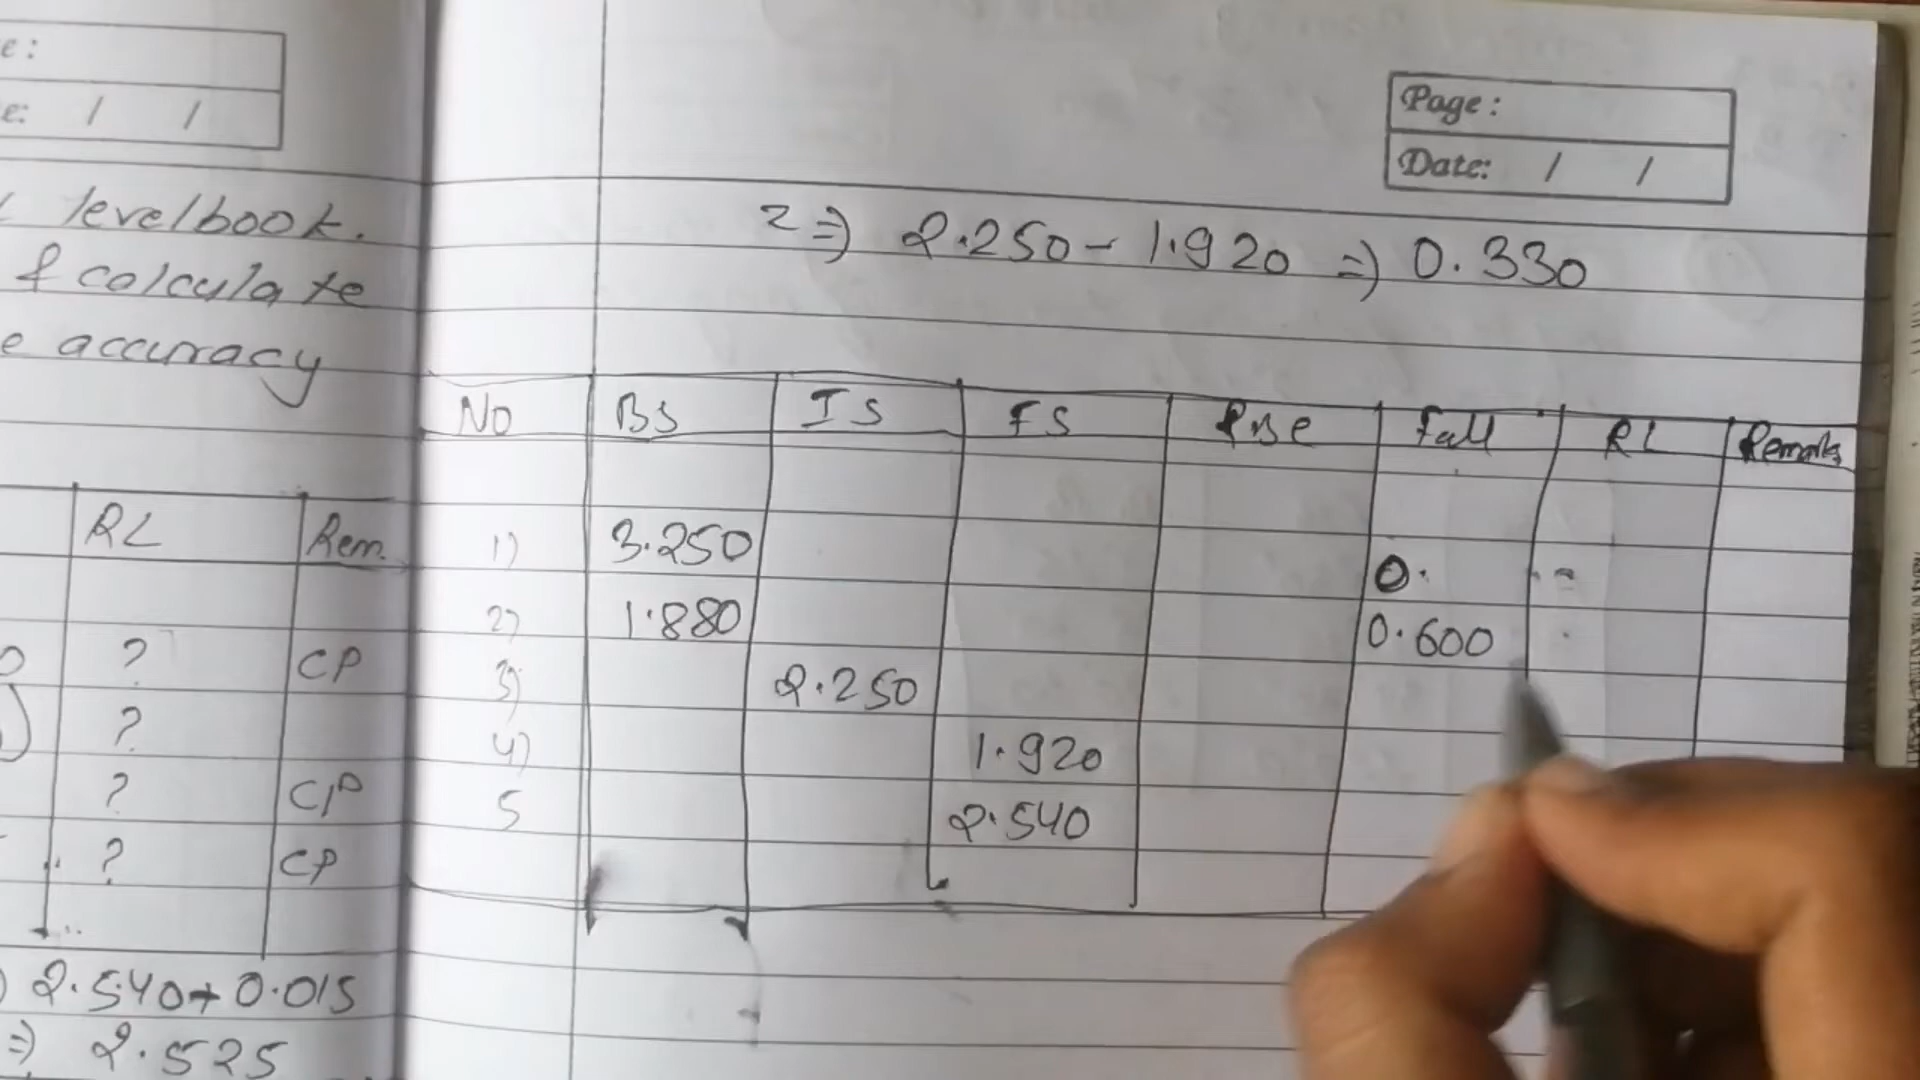 e:
e: / /
levelbook.
& calculate
e accuracy
RL Rem.
? CP
?
? CP
? CP
2.540+0.015
=) 2.525
Page:
Date: / /
2=) 2.250-1.920 =) 0.330
No BS IS FS Rise Fall RL Remarks
1) 3.250 0.
2) 1.880 0.600
3) 2.250
4) 1.920
5 2.540